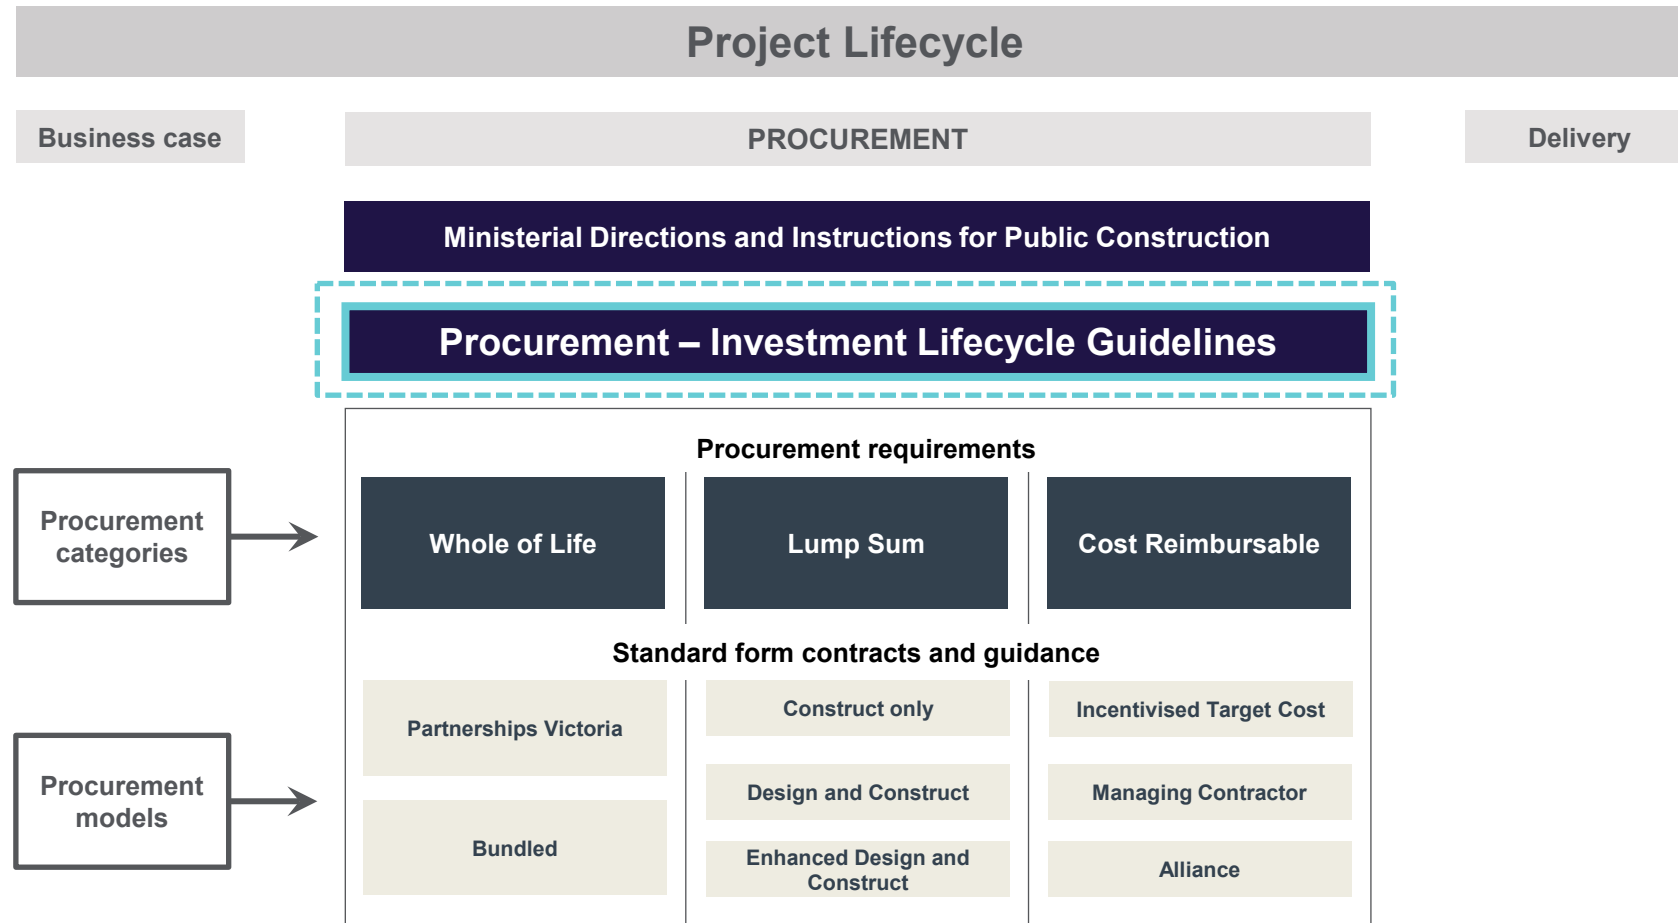 Project Lifecycle
Business case
PROCUREMENT
Delivery
Ministerial Directions and Instructions for Public Construction
Procurement – Investment Lifecycle Guidelines
Procurement requirements
Procurement
categories
Whole of Life
Lump Sum
Cost Reimbursable
Standard form contracts and guidance
Procurement
models
Partnerships Victoria
Bundled
Construct only
Design and Construct
Enhanced Design and
Construct
Incentivised Target Cost
Managing Contractor
Alliance